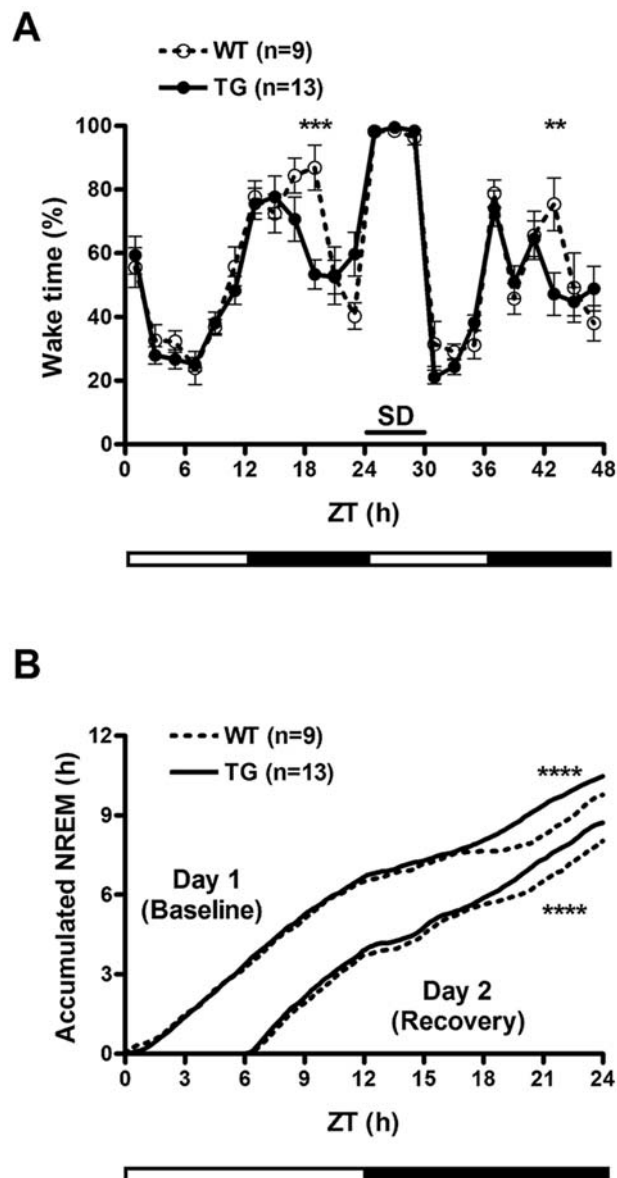 A
WT (n=9)
TG (n=13)
*** **
100
80
60
40
20
0
Wake time (%)
SD
0 6 12 18 24 30 36 42 48
ZT (h)
B
WT (n=9)
TG (n=13)
12
9
6
3
0
Accumulated NREM (h)
****
Day 1
(Baseline)
****
Day 2
(Recovery)
0 3 6 9 12 15 18 21 24
ZT (h)